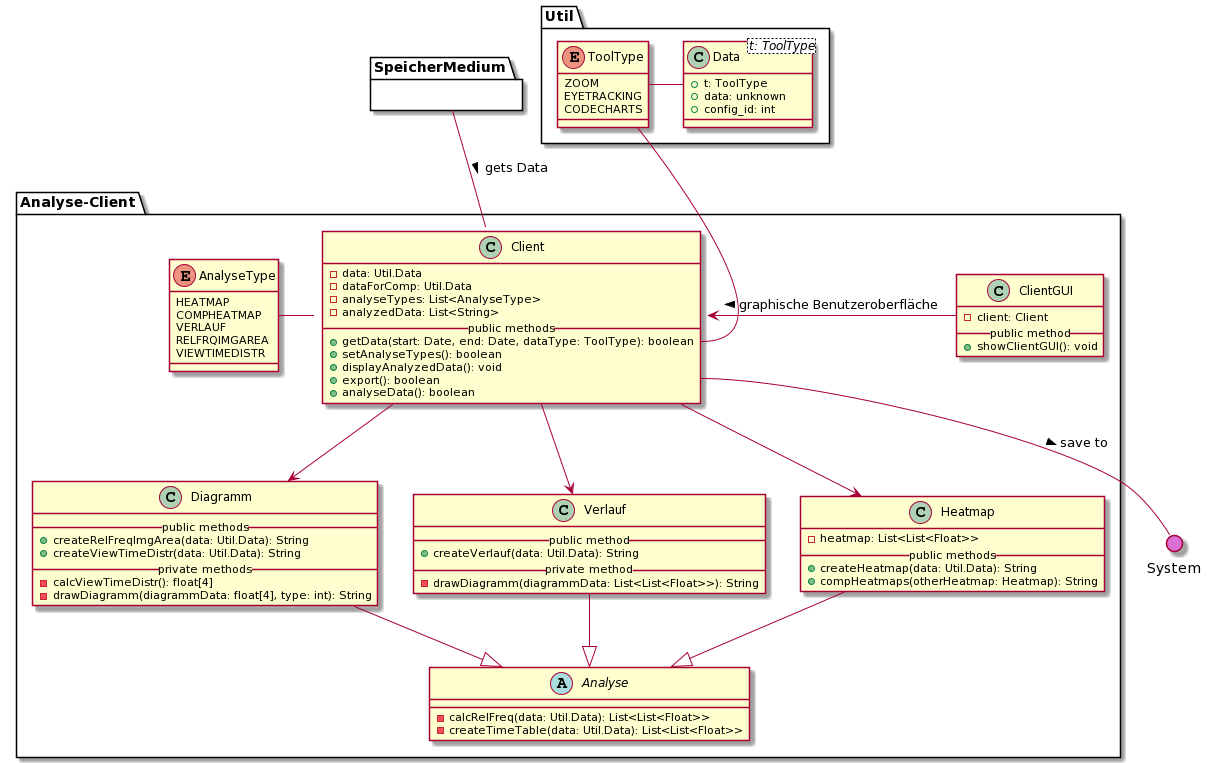 Util
E ToolType
ZOOM
EYETRACKING
CODECHARTS
C Data
t: ToolType
t: ToolType
data: unknown
config_id: int
SpeicherMedium
gets Data
Analyse-Client
E AnalyseType
HEATMAP
COMPHEATMAP
VERLAUF
RELFRQIMGAREA
VIEWTIMEDISTR
C Client
data: Util.Data
dataForComp: Util.Data
analyseTypes: List<AnalyseType>
analyzedData: List<String>
public methods
getData(start: Date, end: Date, dataType: ToolType): boolean
setAnalyseTypes(): boolean
displayAnalyzedData(): void
export(): boolean
analyseData(): boolean
graphische Benutzeroberfläche
C ClientGUI
client: Client
public method
showClientGUI(): void
save to
System
C Diagramm
public methods
createRelFreqImgArea(data: Util.Data): String
createViewTimeDistr(data: Util.Data): String
private methods
calcViewTimeDistr(): float[4]
drawDiagramm(diagrammData: float[4], type: int): String
C Verlauf
public method
createVerlauf(data: Util.Data): String
private method
drawDiagramm(diagrammData: List<List<Float>>): String
C Heatmap
heatmap: List<List<Float>>
public methods
createHeatmap(data: Util.Data): String
compHeatmaps(otherHeatmap: Heatmap): String
A Analyse
calcRelFreq(data: Util.Data): List<List<Float>>
createTimeTable(data: Util.Data): List<List<Float>>